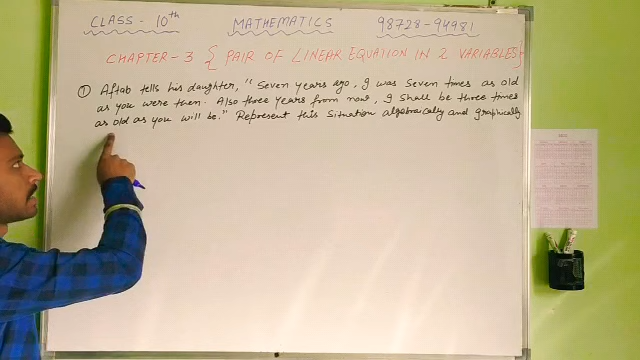 CLASS - 10th MATHEMATICS 98728-94981
CHAPTER-3 { PAIR OF LINEAR EQUATION IN 2 VARIABLES}
① Aftab tells his daughter, "Seven years ago, I was seven times as old
as you were then. Also three years from now, I shall be three times
as old as you will be." Represent this situation algebraically and graphically